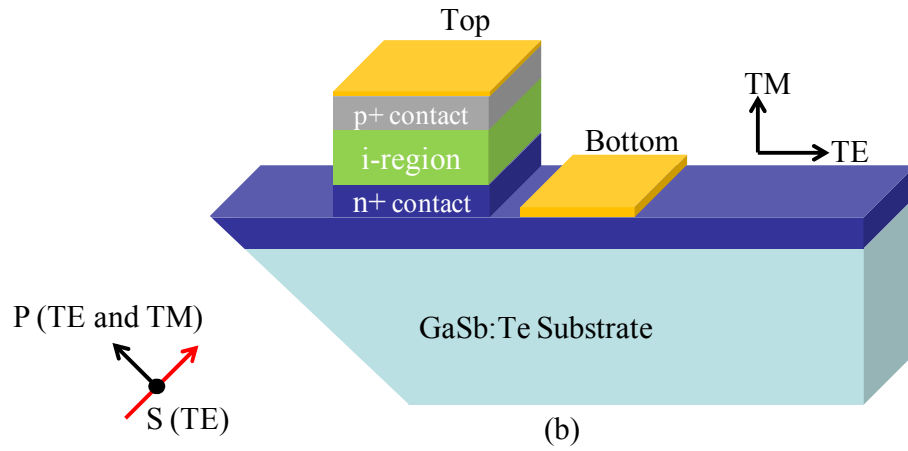 Top
p+ contact
i-region
n+ contact
Bottom
TM
TE
GaSb:Te Substrate
P (TE and TM)
S (TE)
(b)